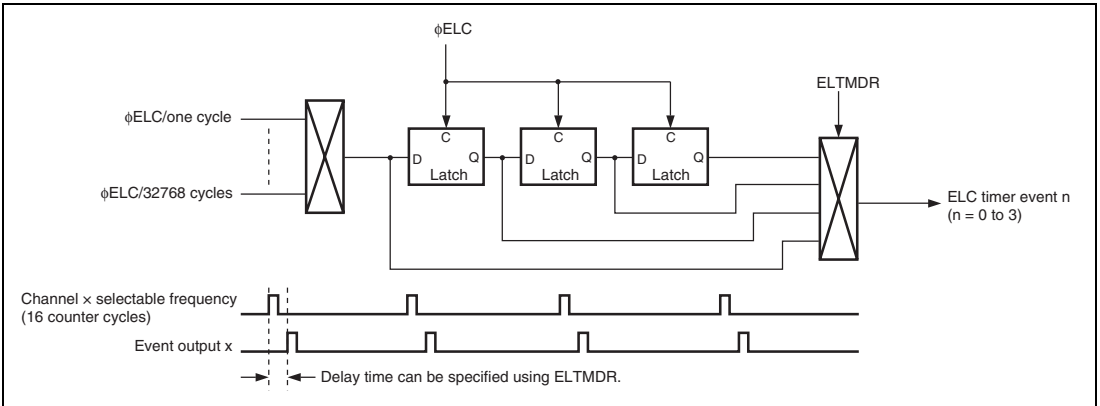 ϕELC
ELTMDR
ϕELC/one cycle
ϕELC/32768 cycles
C
D Q
Latch
C
D Q
Latch
C
D Q
Latch
ELC timer event n
(n = 0 to 3)
Channel × selectable frequency
(16 counter cycles)
Event output x
Delay time can be specified using ELTMDR.